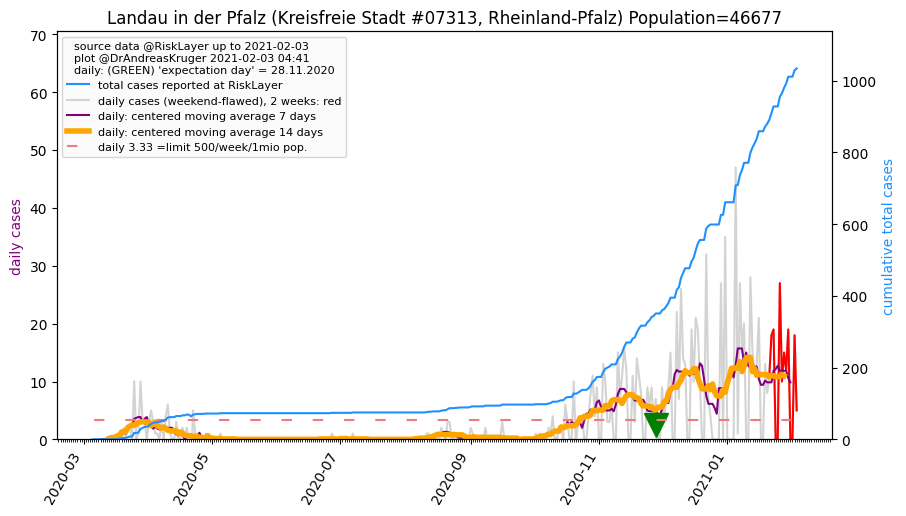 Landau in der Pfalz (Kreisfreie Stadt #07313, Rheinland-Pfalz) Population=46677
source data @RiskLayer up to 2021-02-03
plot @DrAndreasKruger 2021-02-03 04:41
daily: (GREEN) 'expectation day' = 28.11.2020
total cases reported at RiskLayer
daily cases (weekend-flawed), 2 weeks: red
daily: centered moving average 7 days
daily: centered moving average 14 days
daily 3.33 =limit 500/week/1mio pop.
daily cases
70
60
50
40
30
20
10
0
cumulative total cases
1000
800
600
400
200
0
2020-03
2020-05
2020-07
2020-09
2020-11
2021-01